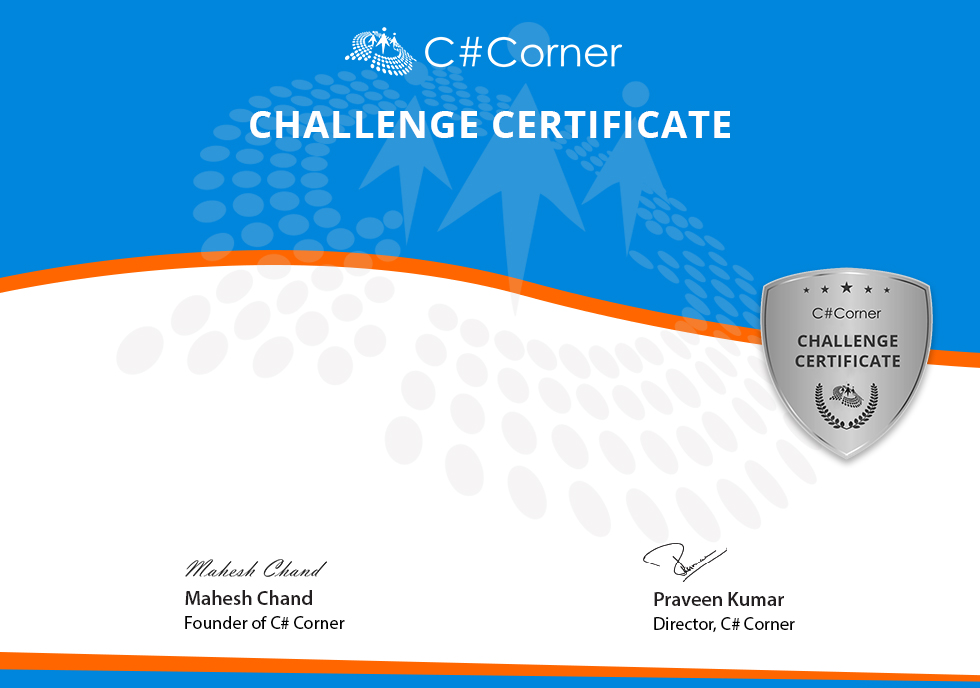 C#Corner
CHALLENGE CERTIFICATE
C#Corner
CHALLENGE
CERTIFICATE
Mahesh Chand
Mahesh Chand
Founder of C# Corner
Praveen Kumar
Director, C# Corner